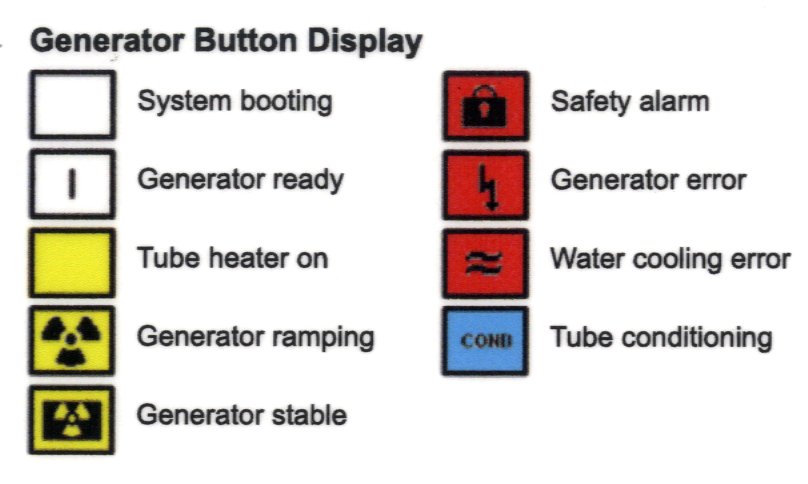 Generator Button Display
System booting
Generator ready
Tube heater on
Generator ramping
Generator stable
Safety alarm
Generator error
Water cooling error
COND Tube conditioning